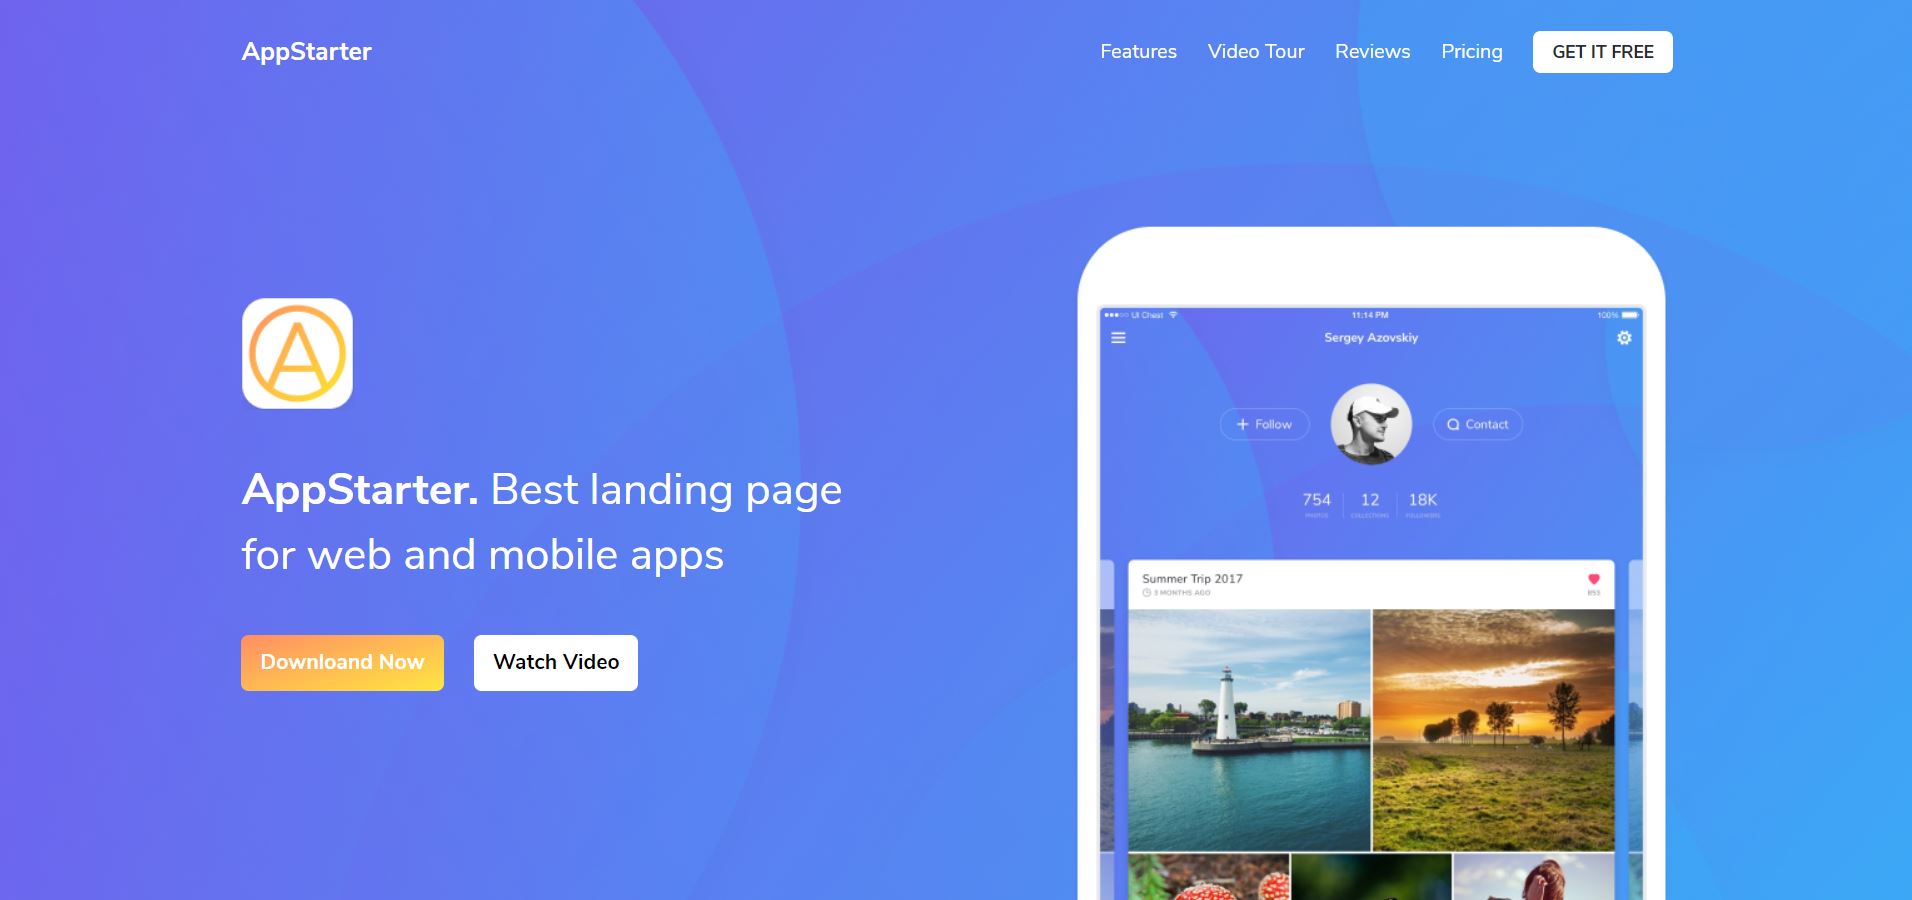 AppStarter
Features Video Tour Reviews Pricing GET IT FREE
A
AppStarter. Best landing page
for web and mobile apps
Downloand Now Watch Video
UI Chest 11:14 PM 100%
Sergey Azovskiy
Follow Contact
754 12 18K
PHOTOS COLLECTIONS FOLLOWERS
Summer Trip 2017
3 MONTHS AGO 853